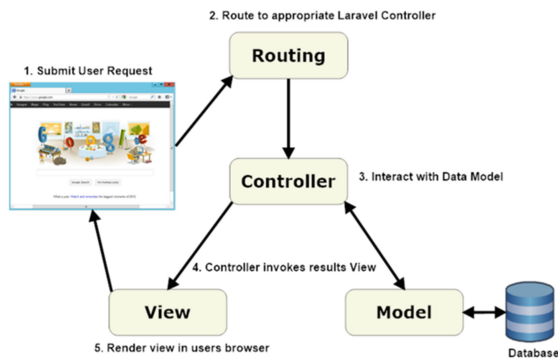 2. Route to appropriate Laravel Controller
Routing
1. Submit User Request
Google
Controller
3. Interact with Data Model
4. Controller invokes results View
View
Model
5. Render view in users browser
Database